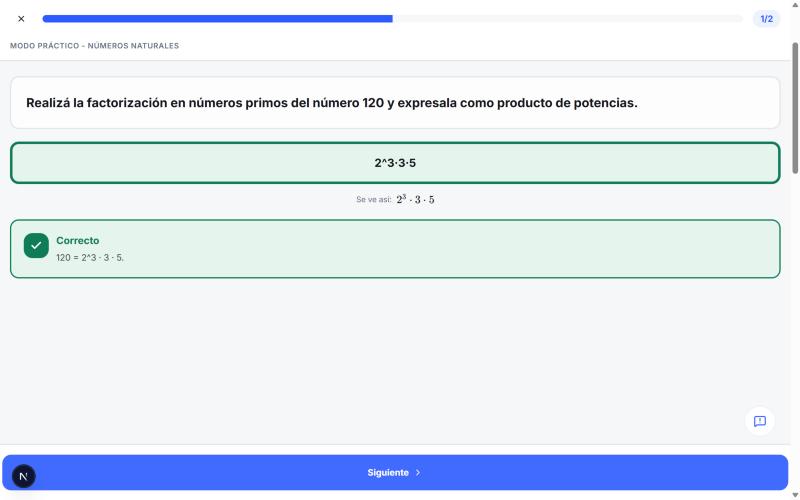 1/2
MODO PRÁCTICO - NÚMEROS NATURALES
Realizá la factorización en números primos del número 120 y expresala como producto de potencias.
2^3·3·5
Se ve así: 2³ · 3 · 5
Correcto
120 = 2^3 · 3 · 5.
Siguiente
N